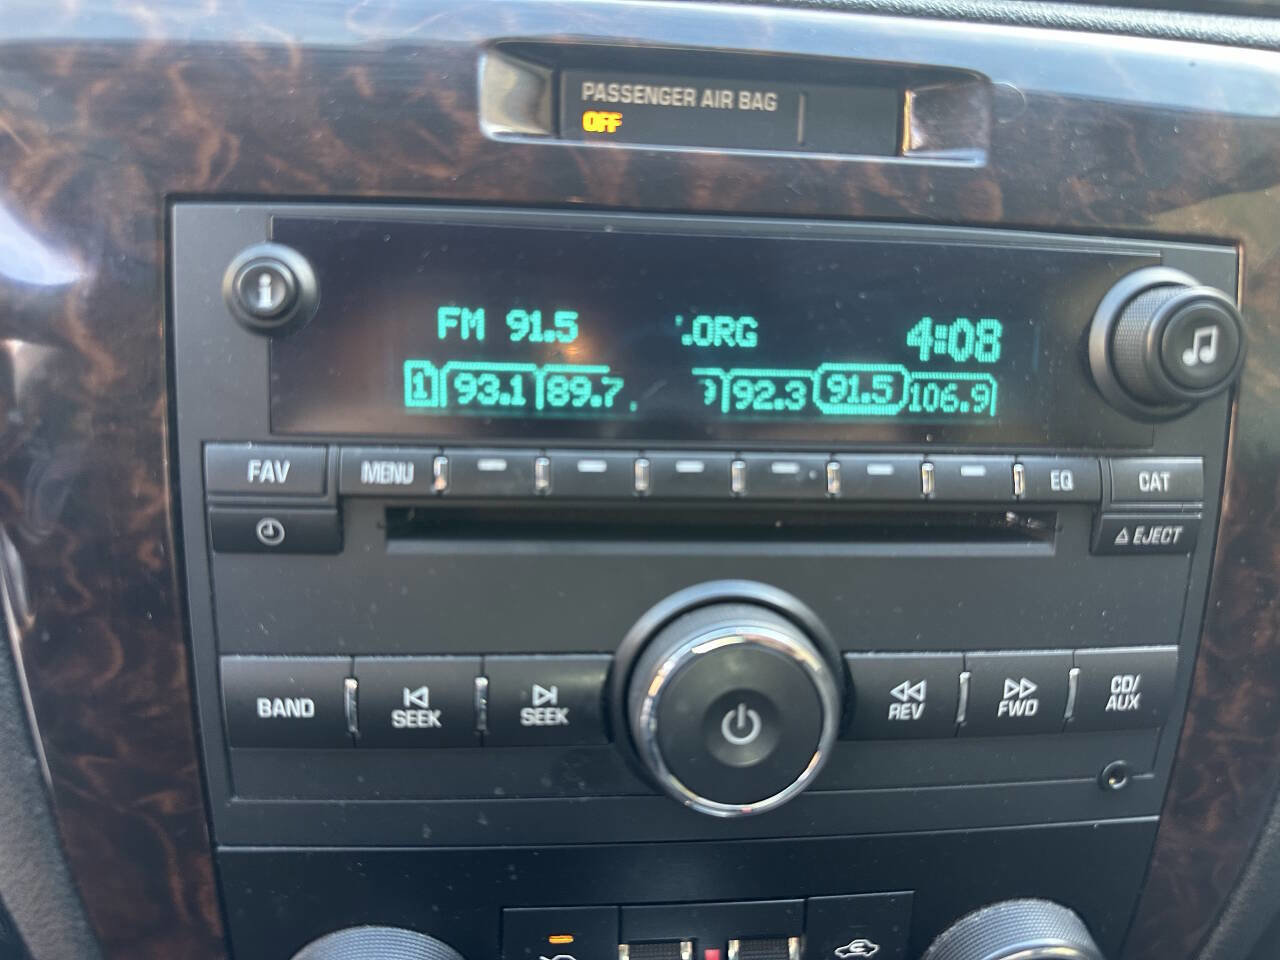 PASSENGER AIR BAG
OFF
i
FM 91.5 .ORG 4:08
1 93.1 89.7 92.3 91.5 106.9
FAV MENU EQ CAT
EJECT
BAND SEEK SEEK REV FWD CD/AUX